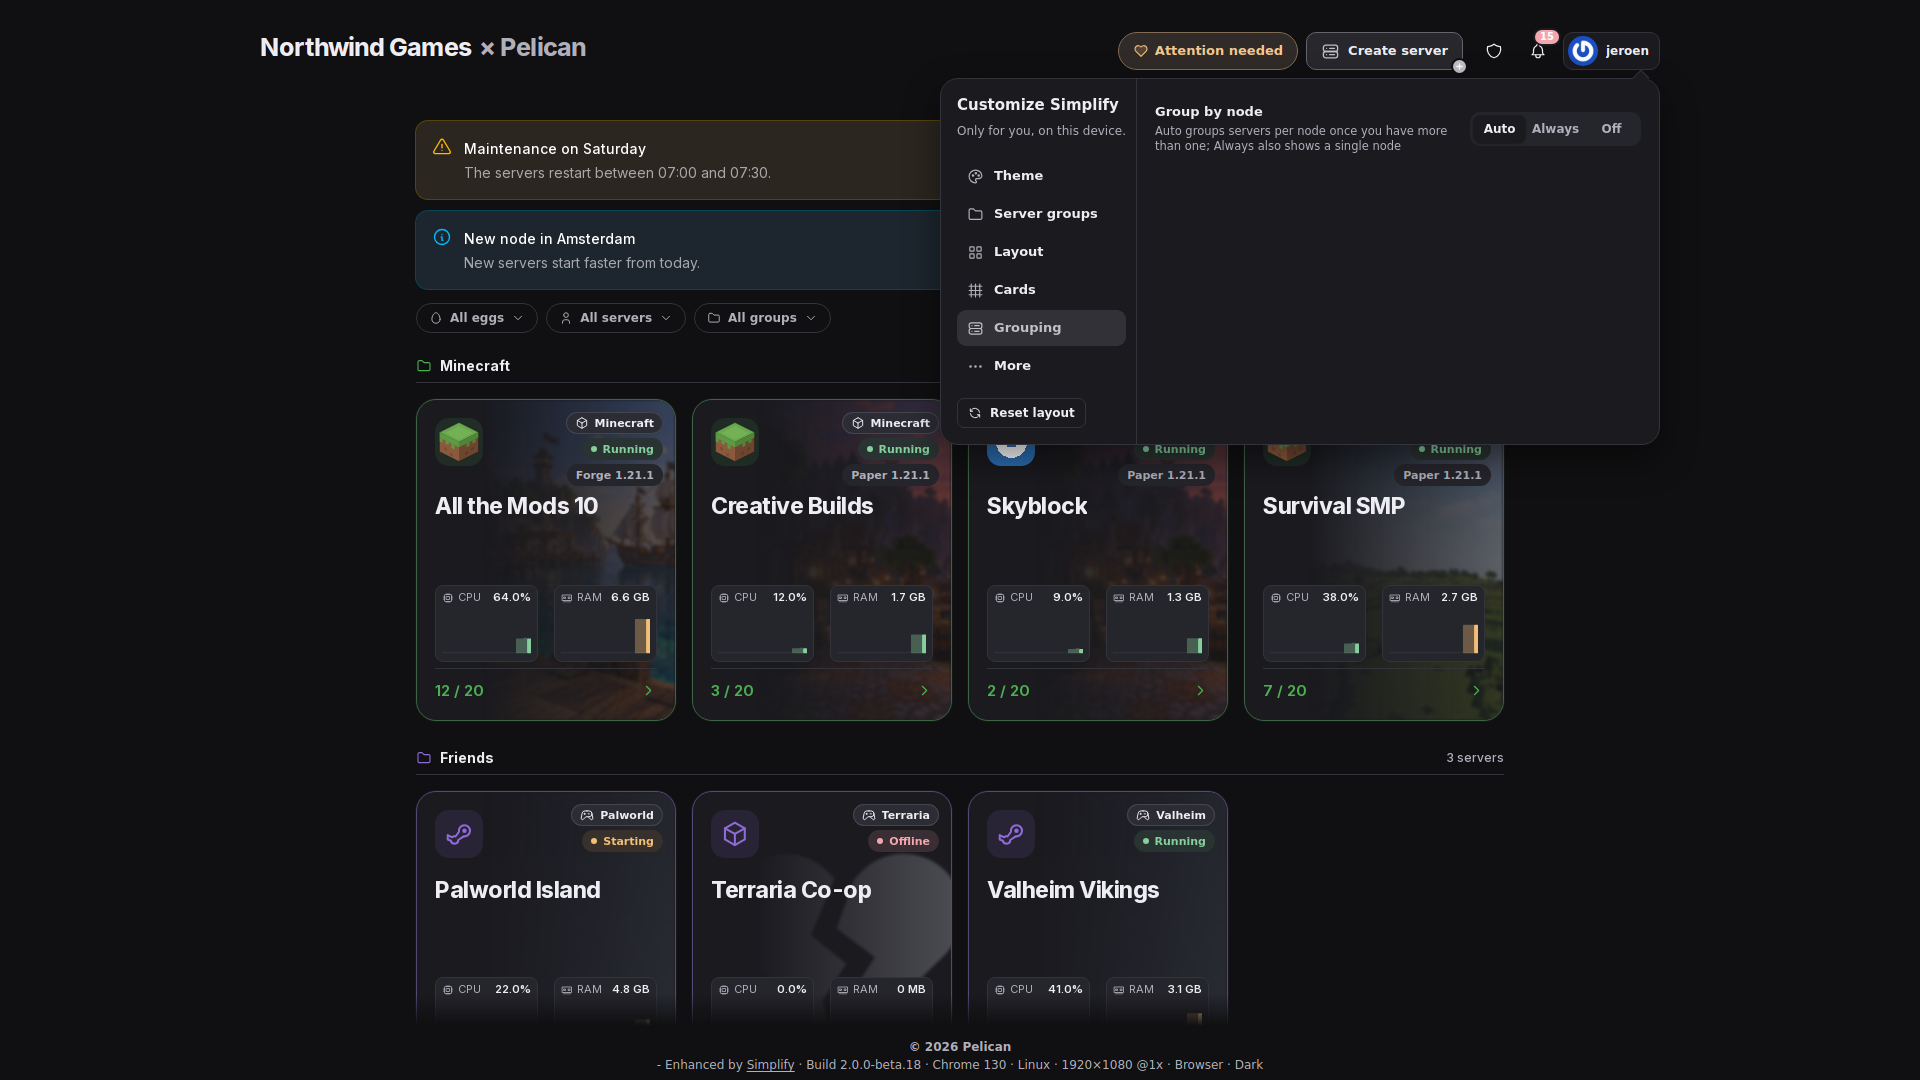 Northwind Games × Pelican
Attention needed
Create server
15
jeroen
Customize Simplify
Only for you, on this device.
Theme
Server groups
Layout
Cards
Grouping
More
Reset layout
Group by node
Auto groups servers per node once you have more
than one; Always also shows a single node
Auto Always Off
Maintenance on Saturday
The servers restart between 07:00 and 07:30.
New node in Amsterdam
New servers start faster from today.
All eggs
All servers
All groups
Minecraft
Minecraft
Running
Forge 1.21.1
All the Mods 10
CPU 64.0%
RAM 6.6 GB
12 / 20
Minecraft
Running
Paper 1.21.1
Creative Builds
CPU 12.0%
RAM 1.7 GB
3 / 20
Running
Paper 1.21.1
Skyblock
CPU 9.0%
RAM 1.3 GB
2 / 20
Running
Paper 1.21.1
Survival SMP
CPU 38.0%
RAM 2.7 GB
7 / 20
Friends
3 servers
Palworld
Starting
Palworld Island
CPU 22.0%
RAM 4.8 GB
Terraria
Offline
Terraria Co-op
CPU 0.0%
RAM 0 MB
Valheim
Running
Valheim Vikings
CPU 41.0%
RAM 3.1 GB
© 2026 Pelican
- Enhanced by Simplify · Build 2.0.0-beta.18 · Chrome 130 · Linux · 1920×1080 @1x · Browser · Dark